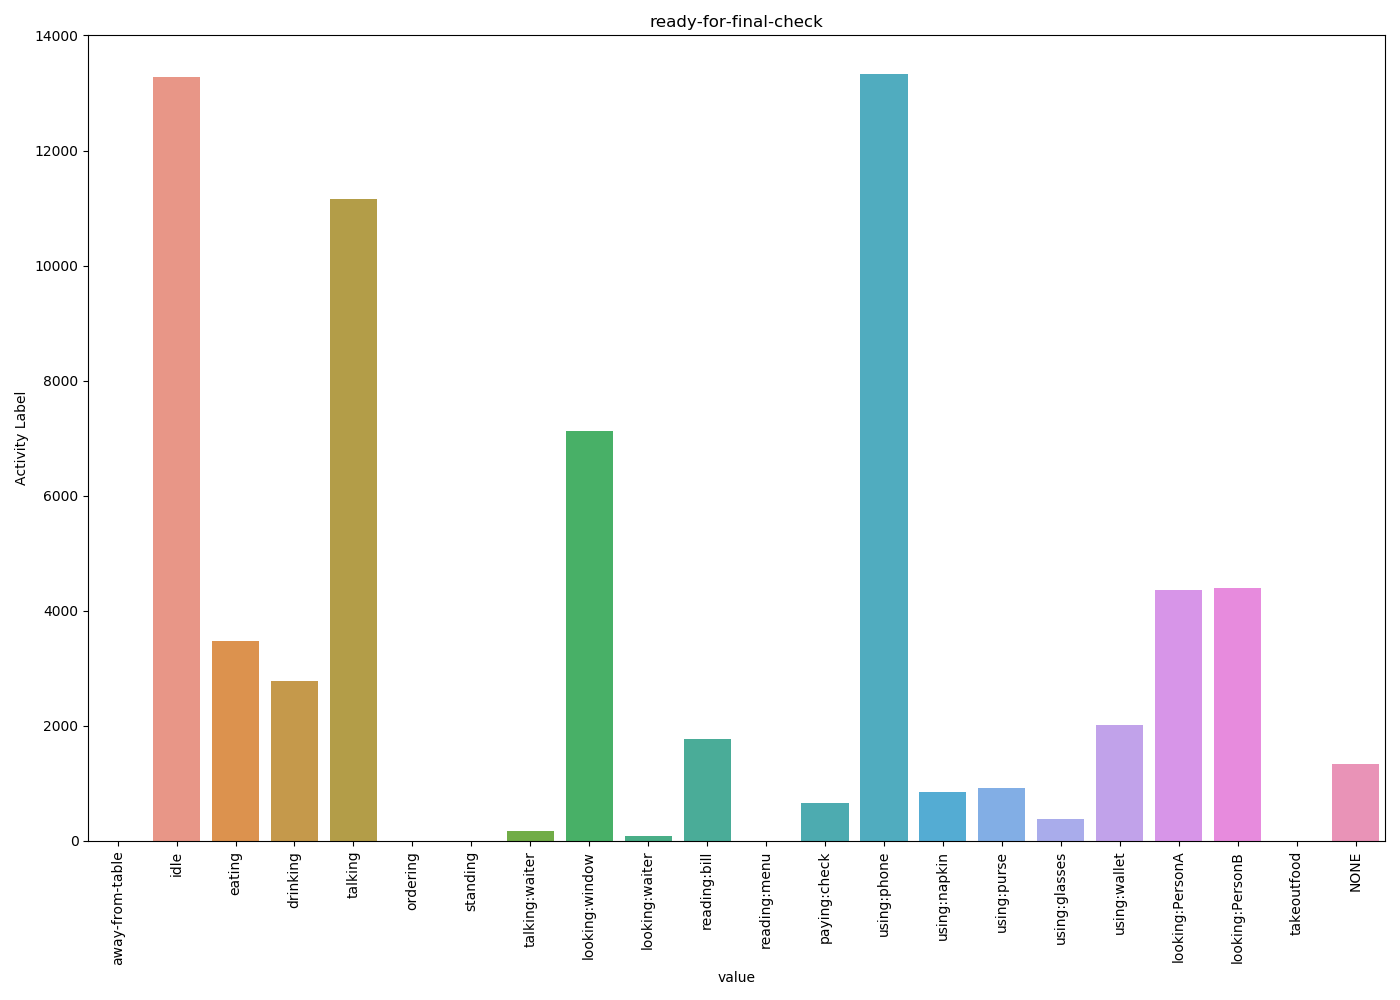 ready-for-final-check
14000
12000
10000
8000
6000
4000
2000
0
Activity Label
away-from-table
idle
eating
drinking
talking
ordering
standing
talking:waiter
looking:window
looking:waiter
reading:bill
reading:menu
paying:check
using:phone
using:napkin
using:purse
using:glasses
using:wallet
looking:PersonA
looking:PersonB
takeoutfood
NONE
value